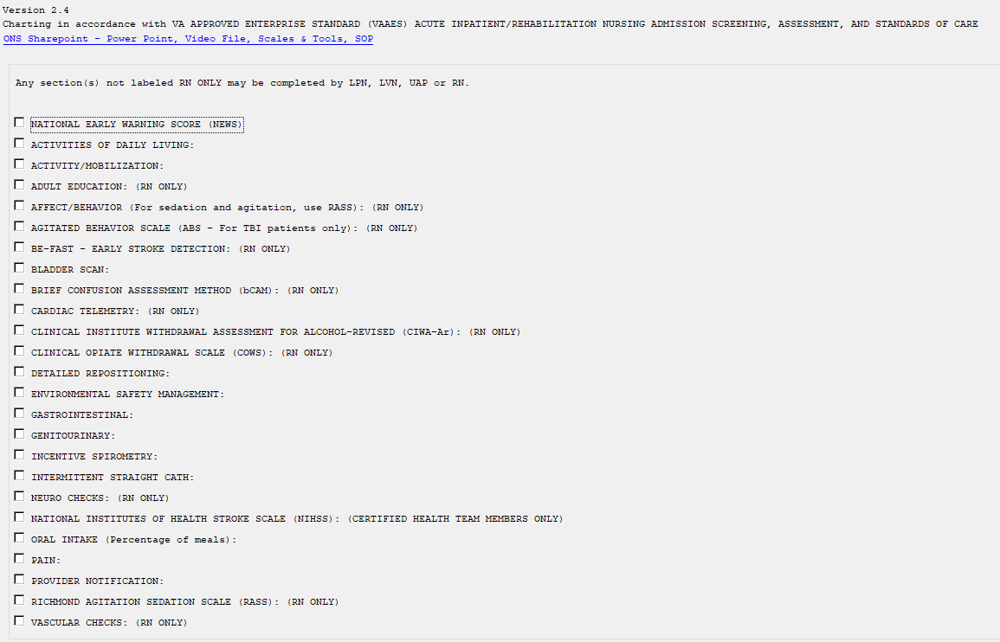 Version 2.4
Charting in accordance with VA APPROVED ENTERPRISE STANDARD (VAAES) ACUTE INPATIENT/REHABILITATION NURSING ADMISSION SCREENING, ASSESSMENT, AND STANDARDS OF CARE
ONS Sharepoint - Power Point, Video File, Scales & Tools, SOP
Any section(s) not labeled RN ONLY may be completed by LPN, LVN, UAP or RN.
NATIONAL EARLY WARNING SCORE (NEWS)
ACTIVITIES OF DAILY LIVING:
ACTIVITY/MOBILIZATION:
ADULT EDUCATION: (RN ONLY)
AFFECT/BEHAVIOR (For sedation and agitation, use RASS): (RN ONLY)
AGITATED BEHAVIOR SCALE (ABS - For TBI patients only): (RN ONLY)
BE-FAST - EARLY STROKE DETECTION: (RN ONLY)
BLADDER SCAN:
BRIEF CONFUSION ASSESSMENT METHOD (bCAM): (RN ONLY)
CARDIAC TELEMETRY: (RN ONLY)
CLINICAL INSTITUTE WITHDRAWAL ASSESSMENT FOR ALCOHOL-REVISED (CIWA-Ar): (RN ONLY)
CLINICAL OPIATE WITHDRAWAL SCALE (COWS): (RN ONLY)
DETAILED REPOSITIONING:
ENVIRONMENTAL SAFETY MANAGEMENT:
GASTROINTESTINAL:
GENITOURINARY:
INCENTIVE SPIROMETRY:
INTERMITTENT STRAIGHT CATH:
NEURO CHECKS: (RN ONLY)
NATIONAL INSTITUTES OF HEALTH STROKE SCALE (NIHSS): (CERTIFIED HEALTH TEAM MEMBERS ONLY)
ORAL INTAKE (Percentage of meals):
PAIN:
PROVIDER NOTIFICATION:
RICHMOND AGITATION SEDATION SCALE (RASS): (RN ONLY)
VASCULAR CHECKS: (RN ONLY)